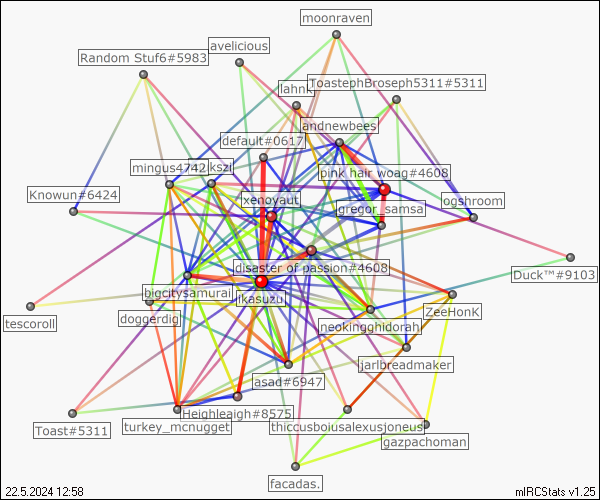 moonraven
avelicious
Random Stuf6#5983
ToastephBroseph5311#5311
lahnk
andnewbees
default#0617
mingus4742
kszi
pink hair woag#4608
Knowun#6424
xenoyaut
ogshroom
gregor_samsa
disaster of passion#4608
Duck™#9103
bigcitysamurai
ikasuzu
doggerdig
ZeeHonK
tescoroll
neokingghidorah
jarlbreadmaker
asad#6947
Heighleaigh#8575
Toast#5311
turkey_mcnugget
thiccusboiusalexusjoneus
gazpachoman
facadas.
22.5.2024 12:58
mIRCStats v1.25